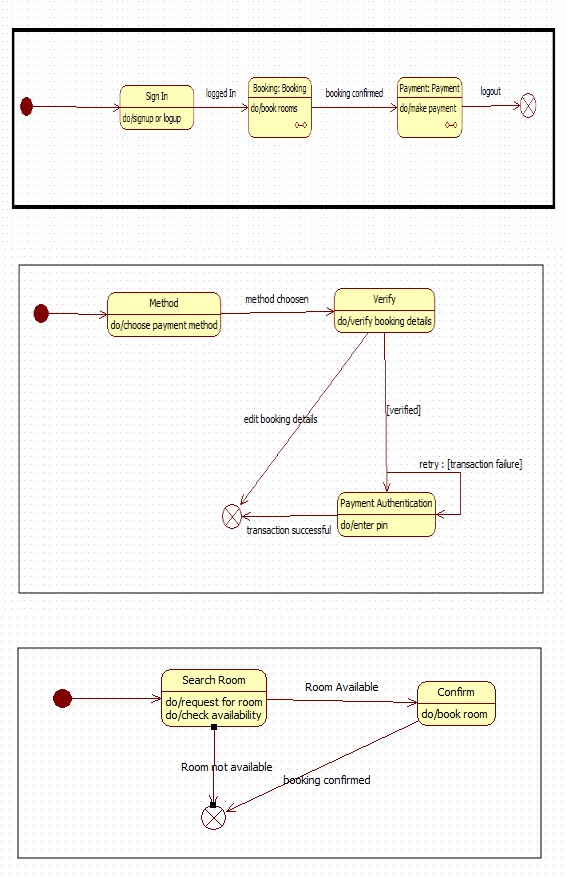 Sign In
do/signup or logup
logged In
Booking: Booking
do/book rooms
booking confirmed
Payment: Payment
do/make payment
logout
Method
do/choose payment method
method choosen
Verify
do/verify booking details
edit booking details
[verified]
retry : [transaction failure]
Payment Authentication
do/enter pin
transaction successful
Search Room
do/request for room
do/check availability
Room Available
Confirm
do/book room
Room not available
booking confirmed